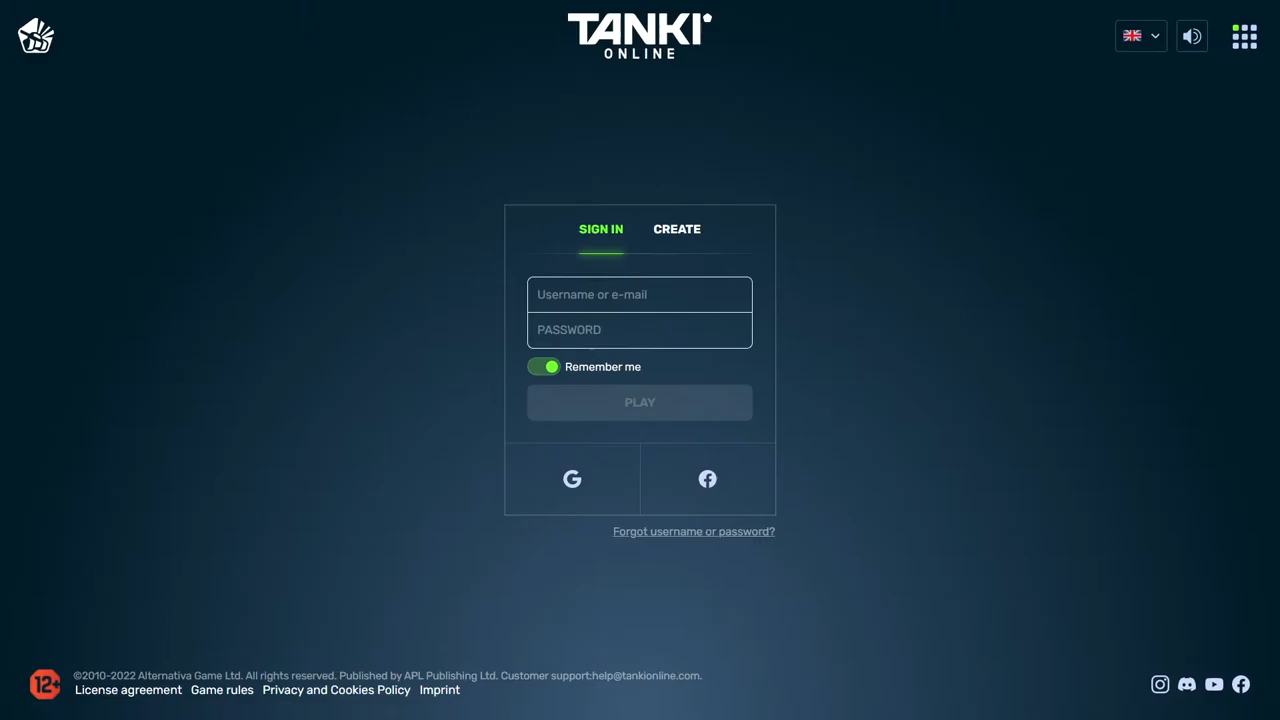 TANKI
ONLINE
SIGN IN
CREATE
Username or e-mail
PASSWORD
Remember me
PLAY
Forgot username or password?
12+
©2010-2022 Alternativa Game Ltd. All rights reserved. Published by APL Publishing Ltd. Customer support:help@tankionline.com.
License agreement Game rules Privacy and Cookies Policy Imprint